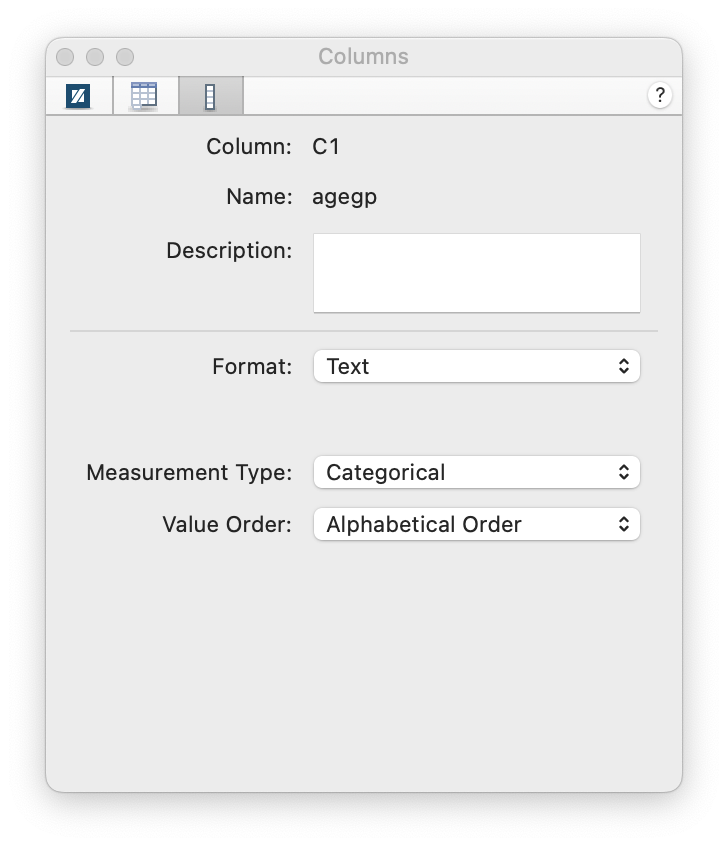 Columns
?
Column: C1
Name: agegp
Description:
Format: Text
Measurement Type: Categorical
Value Order: Alphabetical Order